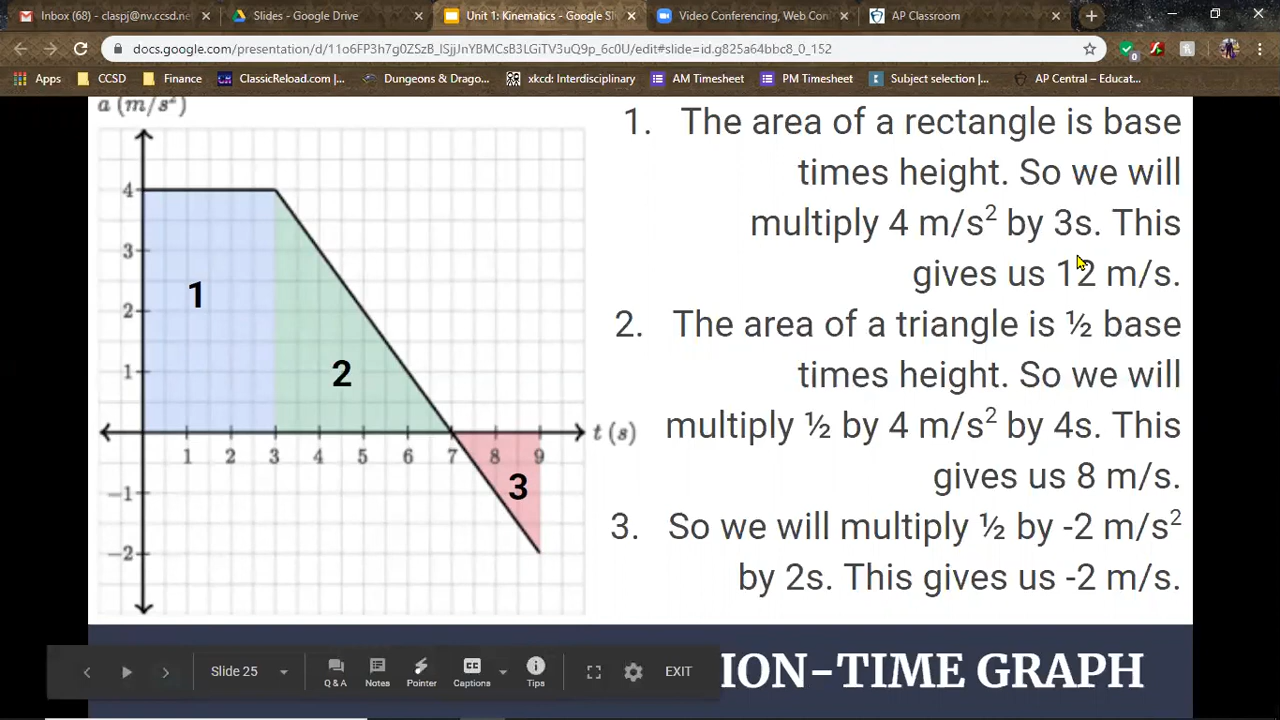 Inbox (68) - claspj@nv.ccsd.net
Slides - Google Drive
Unit 1: Kinematics - Google Sl
Video Conferencing, Web Con
AP Classroom
docs.google.com/presentation/d/11o6FP3h7g0ZSzB_lSjjJnYBMCsB3LGiTV3uQ9p_6c0U/edit#slide=id.g825a64bbc8_0_152
Apps
CCSD
Finance
ClassicReload.com |...
Dungeons & Drago...
xkcd: Interdisciplinary
AM Timesheet
PM Timesheet
Subject selection |...
AP Central – Educat...
a (m/s²)
4
3
2
1
−1
−2
1 2 3 4 5 6 7 8 9
t (s)
1
2
3
1. The area of a rectangle is base
times height. So we will
multiply 4 m/s² by 3s. This
gives us 12 m/s.
2. The area of a triangle is ½ base
times height. So we will
multiply ½ by 4 m/s² by 4s. This
gives us 8 m/s.
3. So we will multiply ½ by -2 m/s²
by 2s. This gives us -2 m/s.
ION-TIME GRAPH
Slide 25
Q & A
Notes
Pointer
Captions
Tips
EXIT